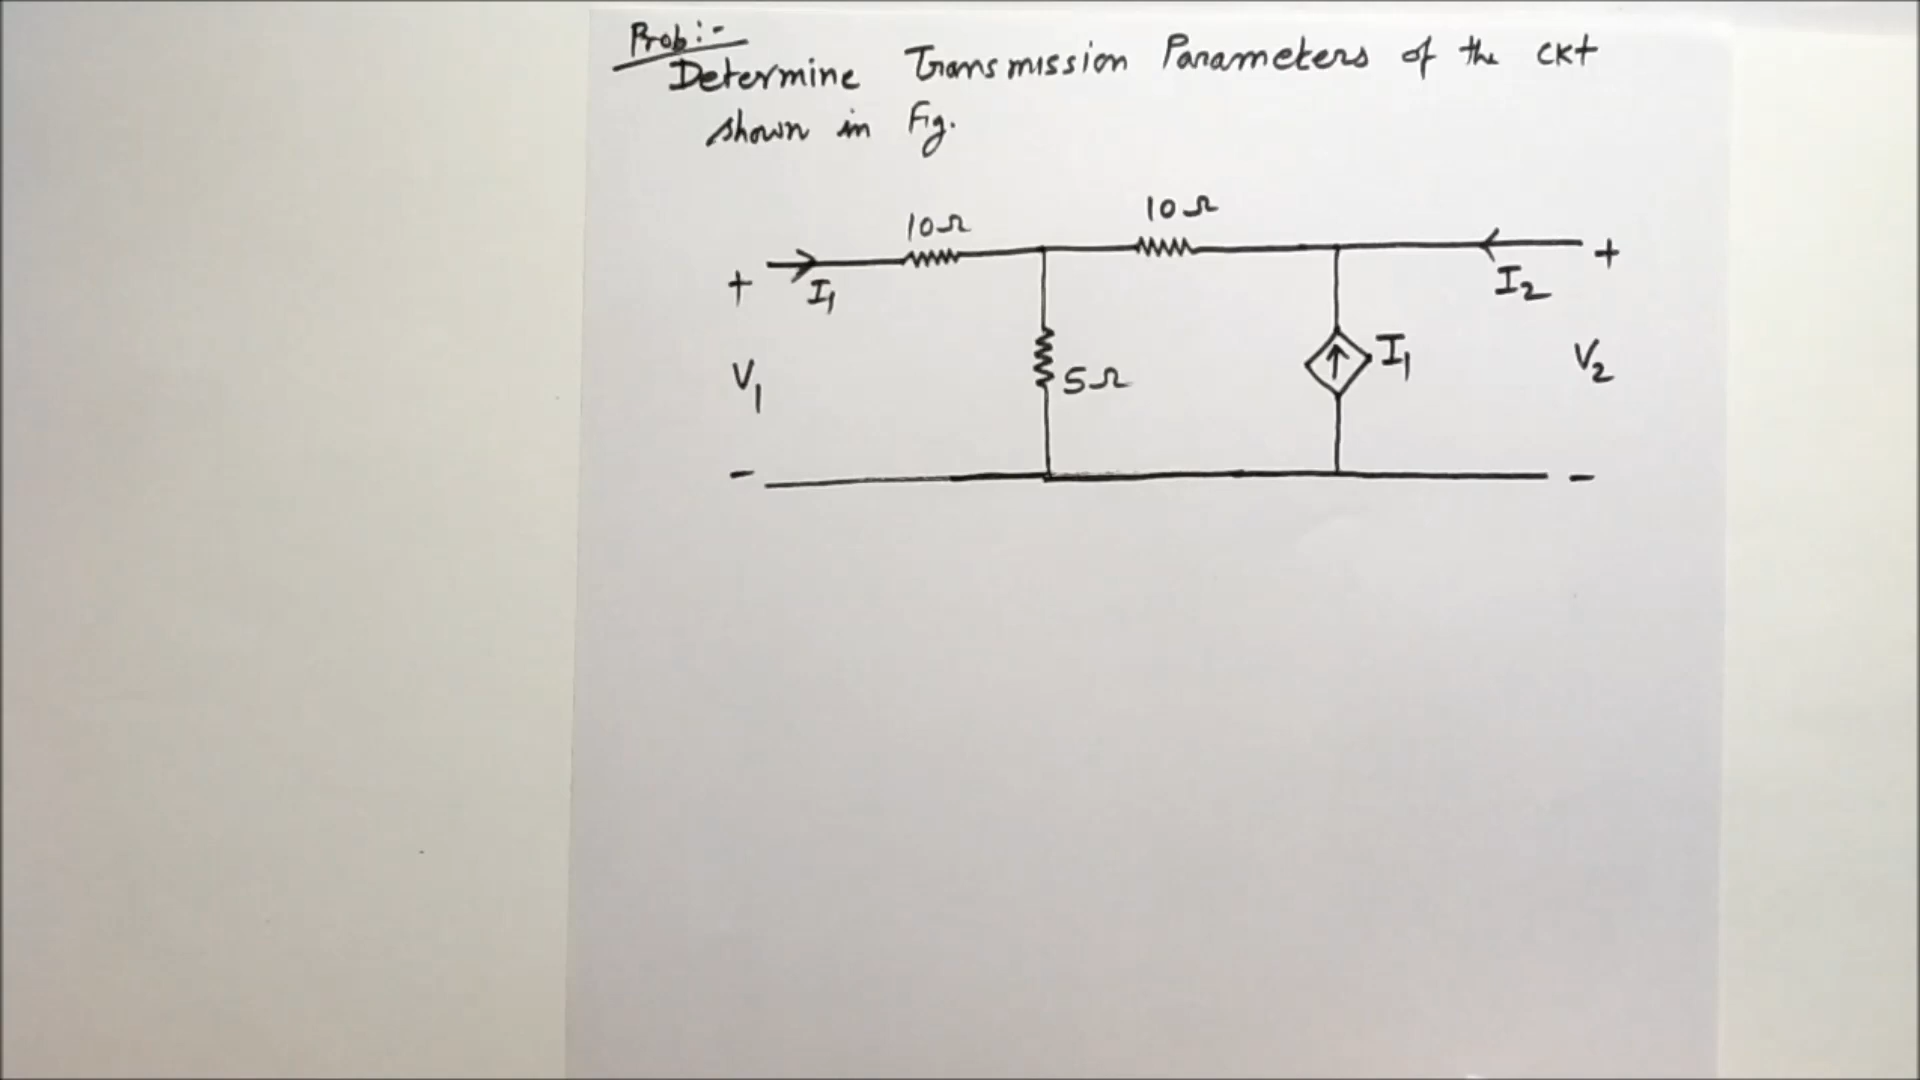 Prob:-
Determine Transmission Parameters of the ckt
shown in Fig.
10Ω
10Ω
+
I1
I2
+
V1
5Ω
I1
V2
-
-